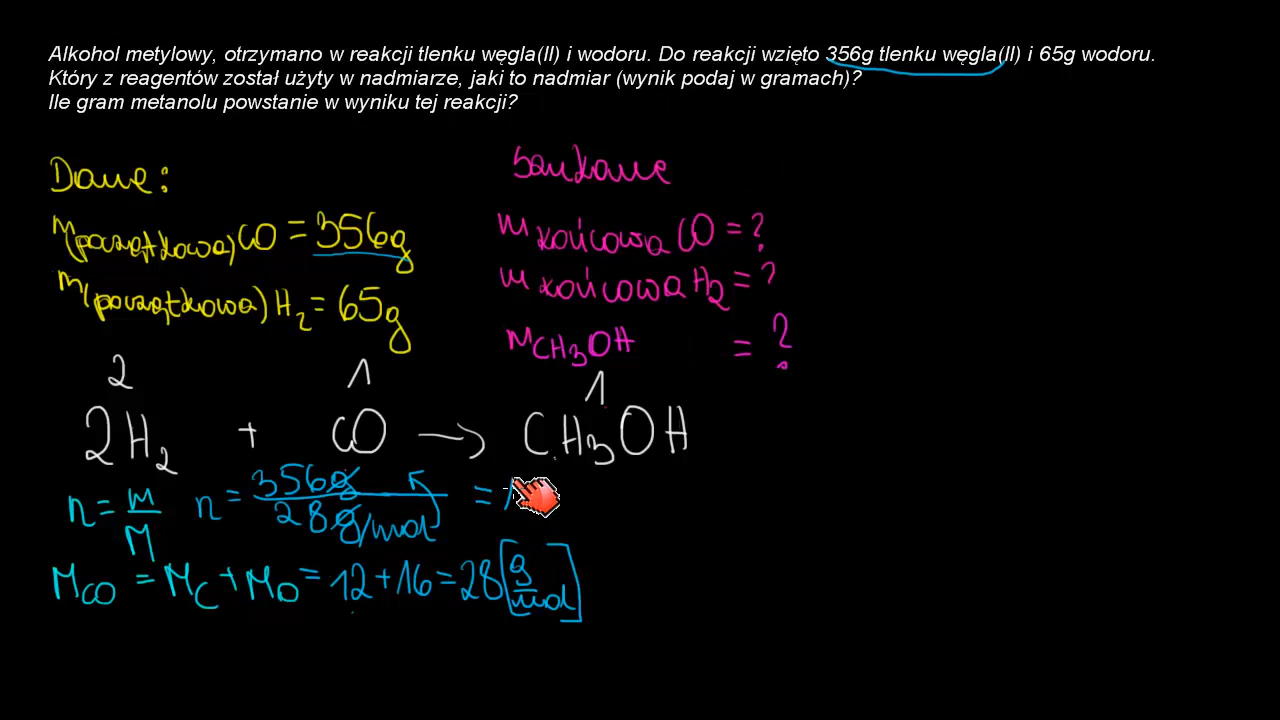 Alkohol metylowy, otrzymano w reakcji tlenku węgla(II) i wodoru. Do reakcji wzięto 356g tlenku węgla(II) i 65g wodoru.
Który z reagentów został użyty w nadmiarze, jaki to nadmiar (wynik podaj w gramach)?
Ile gram metanolu powstanie w wyniku tej reakcji?
Dane:
Szukane
m(początkowa) CO = 356g
m końcowa CO = ?
m(początkowa) H2 = 65g
m końcowa H2 = ?
mCH3OH = ?
2 1 1
2H2 + CO → CH3OH
n = m/M n = 356g / 28g/mol = 1
MCO = MC + MO = 12 + 16 = 28 [g/mol]